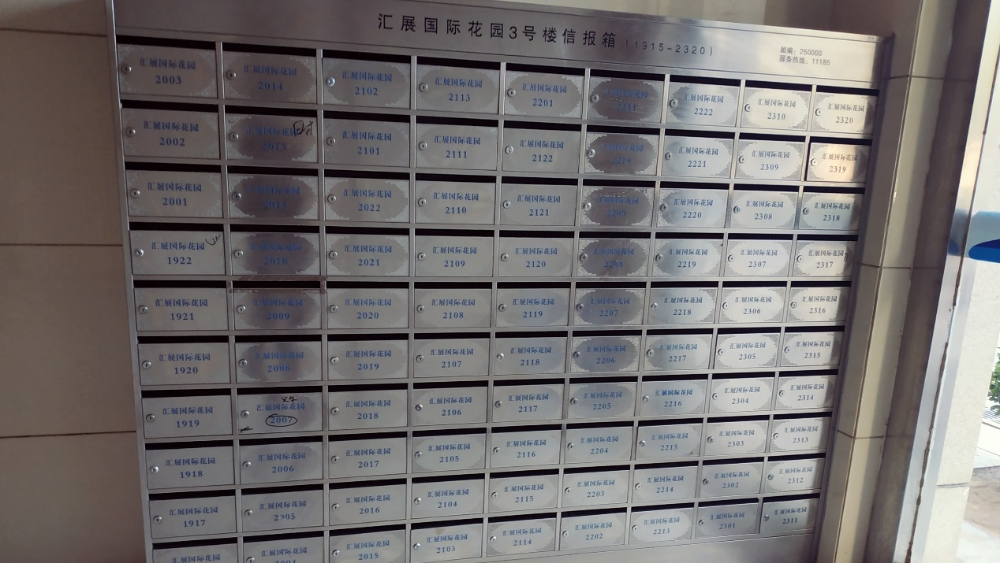 汇展国际花园3号楼信报箱(1915-2320)
邮编：250000
服务热线：11185
汇展国际花园 汇展国际花园 汇展国际花园 汇展国际花园 汇展国际花园 汇展国际花园 汇展国际花园 汇展国际花园 汇展国际花园
2003 2014 2102 2113 2201 2211 2222 2310 2320
汇展国际花园 汇展国际花园 汇展国际花园 汇展国际花园 汇展国际花园 汇展国际花园 汇展国际花园 汇展国际花园 汇展国际花园
2002 2013 2101 2111 2122 2210 2221 2309 2319
汇展国际花园 汇展国际花园 汇展国际花园 汇展国际花园 汇展国际花园 汇展国际花园 汇展国际花园 汇展国际花园 汇展国际花园
2001 2011 2022 2110 2121 2209 2220 2308 2318
汇展国际花园 汇展国际花园 汇展国际花园 汇展国际花园 汇展国际花园 汇展国际花园 汇展国际花园 汇展国际花园 汇展国际花园
1922 2010 2021 2109 2120 2208 2219 2307 2317
汇展国际花园 汇展国际花园 汇展国际花园 汇展国际花园 汇展国际花园 汇展国际花园 汇展国际花园 汇展国际花园 汇展国际花园
1921 2009 2020 2108 2119 2207 2218 2306 2316
汇展国际花园 汇展国际花园 汇展国际花园 汇展国际花园 汇展国际花园 汇展国际花园 汇展国际花园 汇展国际花园 汇展国际花园
1920 2008 2019 2107 2118 2206 2217 2305 2315
汇展国际花园 汇展国际花园 汇展国际花园 汇展国际花园 汇展国际花园 汇展国际花园 汇展国际花园 汇展国际花园 汇展国际花园
1919 2007 2018 2106 2117 2205 2216 2304 2314
汇展国际花园 汇展国际花园 汇展国际花园 汇展国际花园 汇展国际花园 汇展国际花园 汇展国际花园 汇展国际花园 汇展国际花园
1918 2006 2017 2105 2116 2204 2215 2303 2313
汇展国际花园 汇展国际花园 汇展国际花园 汇展国际花园 汇展国际花园 汇展国际花园 汇展国际花园 汇展国际花园 汇展国际花园
1917 2005 2016 2104 2115 2203 2214 2302 2312
汇展国际花园 汇展国际花园 汇展国际花园 汇展国际花园 汇展国际花园 汇展国际花园 汇展国际花园 汇展国际花园 汇展国际花园
2004 2015 2103 2114 2202 2213 2301 2311